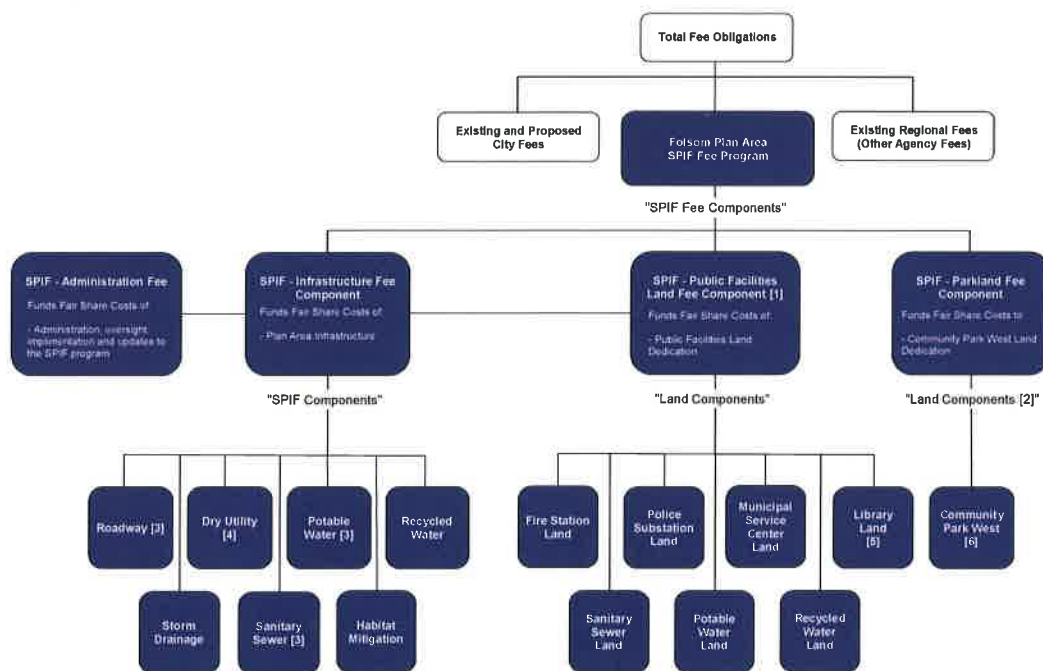 Total Fee Obligations
Existing and Proposed
City Fees
Folsom Plan Area
SPIF Fee Program
Existing Regional Fees
(Other Agency Fees)
"SPIF Fee Components"
SPIF - Administration Fee
Funds Fair Share Costs of
- Administration, oversight
implementation and updates to
the SPIF program
SPIF - Infrastructure Fee
Component
Funds Fair Share Costs of:
- Plan Area Infrastructure
SPIF - Public Facilities
Land Fee Component [1]
Funds Fair Share Costs of:
- Public Facilities Land
Dedication
SPIF - Parkland Fee
Component
Funds Fair Share Costs to
- Community Park West Land
Dedication
"SPIF Components"
"Land Components"
"Land Components [2]"
Roadway [3]
Dry Utility
[4]
Potable
Water [3]
Recycled
Water
Storm
Drainage
Sanitary
Sewer [3]
Habitat
Mitigation
Fire Station
Land
Police
Substation
Land
Municipal
Service
Center
Land
Library
Land
[5]
Community
Park West
[6]
Sanitary
Sewer
Land
Potable
Water
Land
Recycled
Water
Land